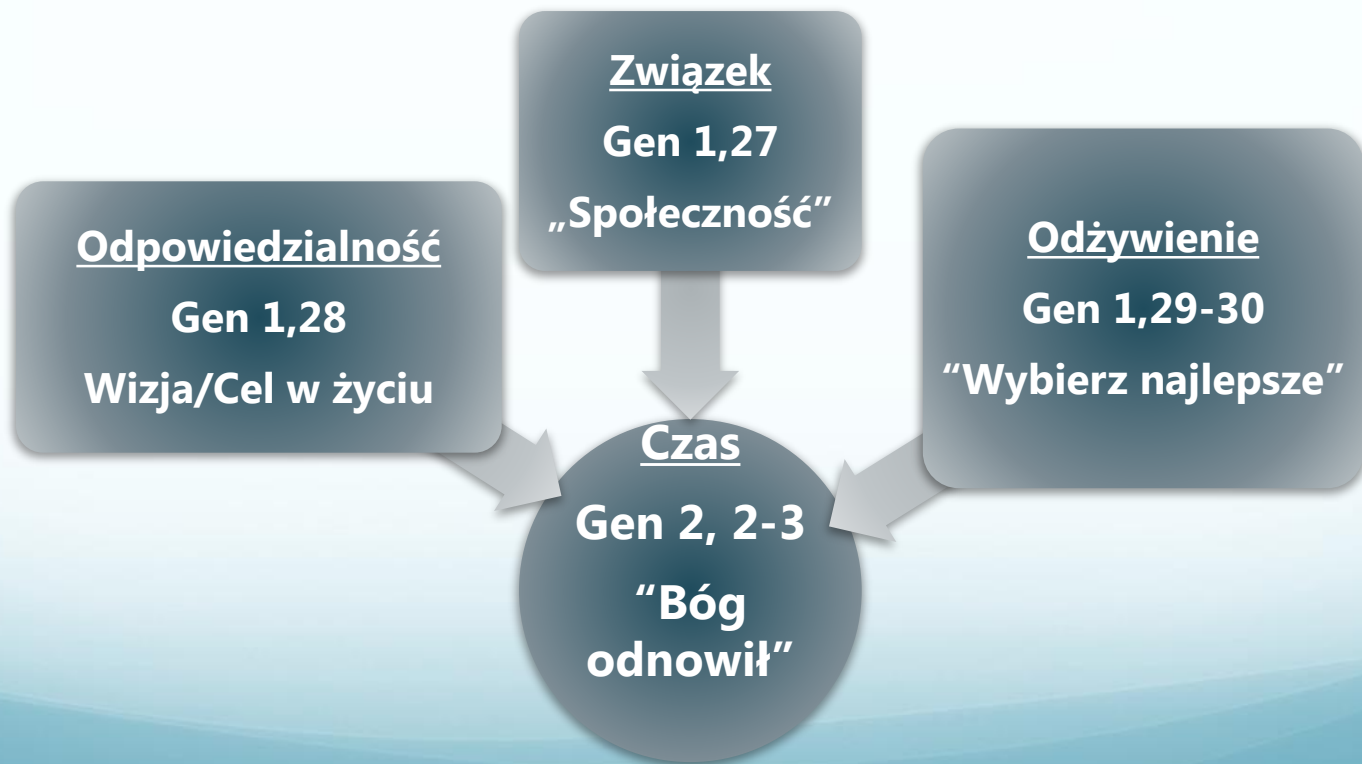 Związek
Gen 1,27
„Społeczność”
Odpowiedzialność
Gen 1,28
Wizja/Cel w życiu
Odżywienie
Gen 1,29-30
“Wybierz najlepsze”
Czas
Gen 2, 2-3
“Bóg
odnowił”